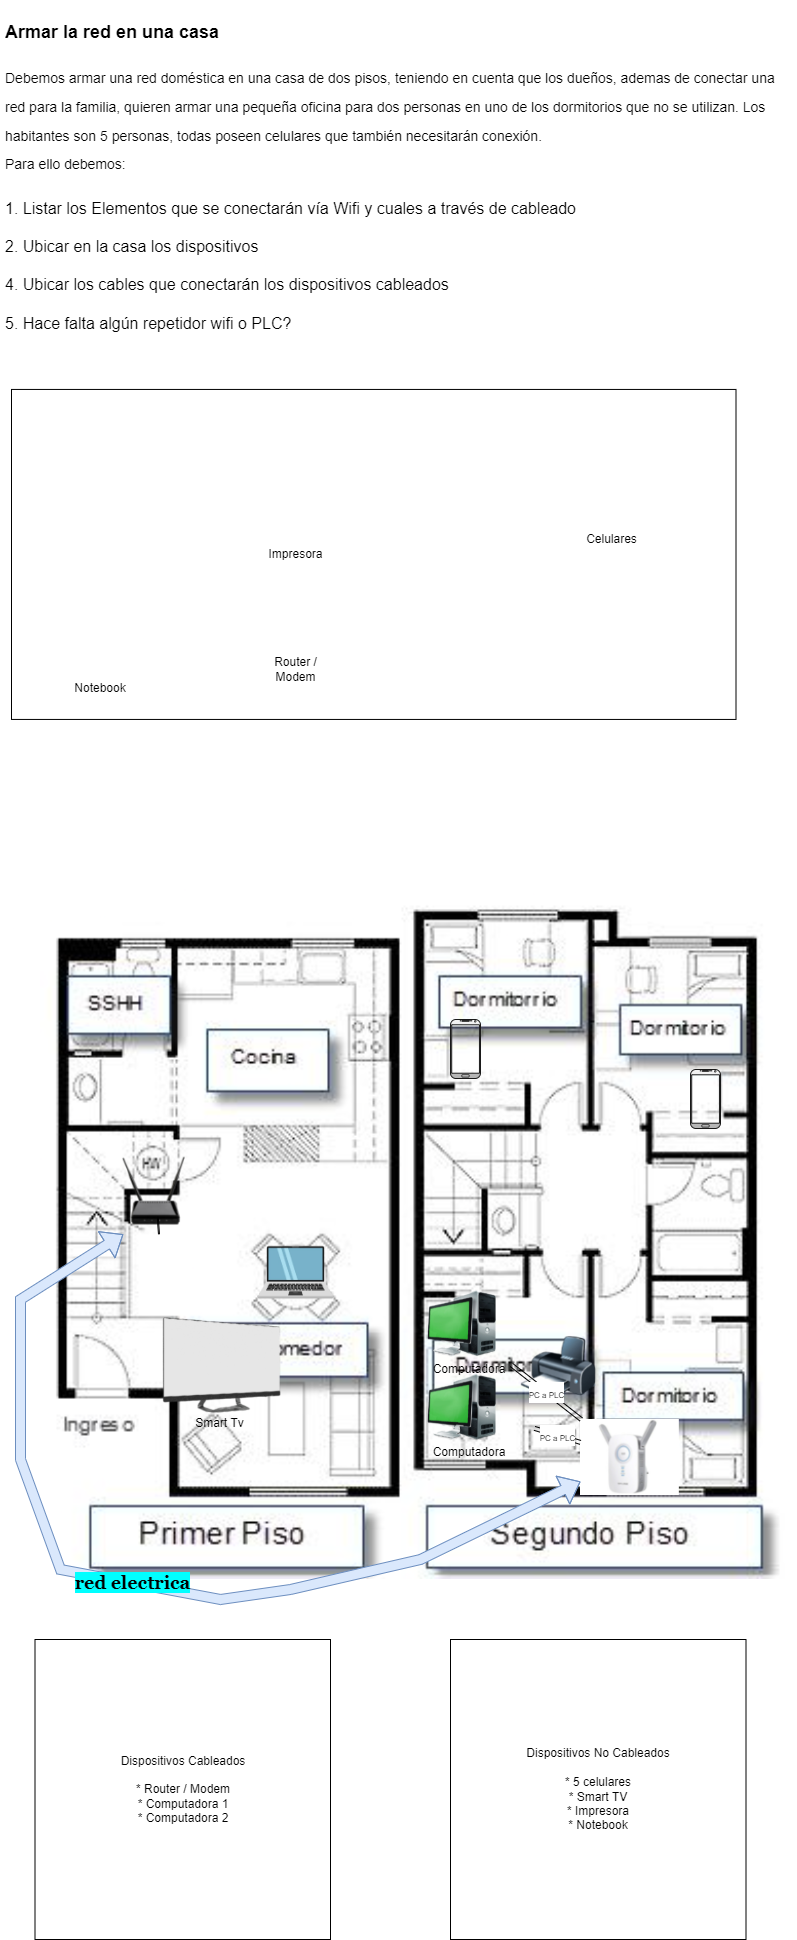 Armar la red en una casa
Debemos armar una red doméstica en una casa de dos pisos, teniendo en cuenta que los dueños, ademas de conectar una
red para la familia, quieren armar una pequeña oficina para dos personas en uno de los dormitorios que no se utilizan. Los
habitantes son 5 personas, todas poseen celulares que también necesitarán conexión.
Para ello debemos:
1. Listar los Elementos que se conectarán vía Wifi y cuales a través de cableado
2. Ubicar en la casa los dispositivos
4. Ubicar los cables que conectarán los dispositivos cableados
5. Hace falta algún repetidor wifi o PLC?
Celulares
Impresora
Router /
Modem
Notebook
SSHH
Cocina
HW
omedor
Smart Tv
Ingreso
Primer Piso
Dormitorrio
Dormitorio
Dormitor
Computadora
PC a PLC
Dormitorio
PC a PLC
Computadora
Segundo Piso
red electrica
Dispositivos Cableados
* Router / Modem
* Computadora 1
* Computadora 2
Dispositivos No Cableados
* 5 celulares
* Smart TV
* Impresora
* Notebook